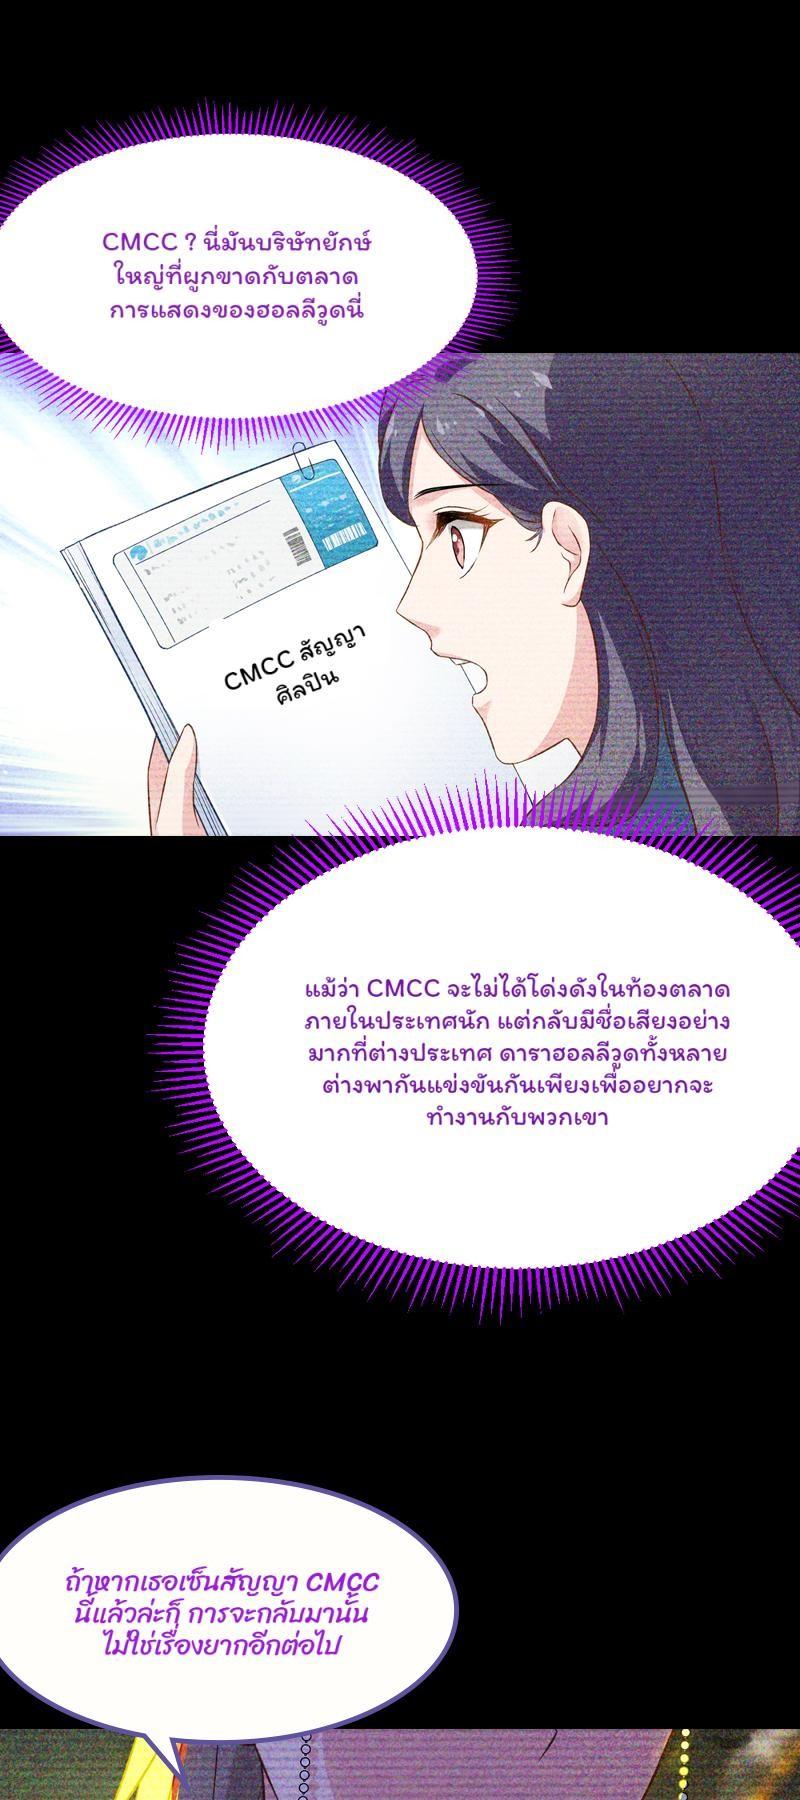 CMCC ? นี่มันบริษัทยักษ์
ใหญ่ที่ผูกขาดกับตลาด
การแสดงของฮอลลีวูดนี่
CMCC สัญญา
ศิลปิน
แม้ว่า CMCC จะไม่ได้โด่งดังในท้องตลาด
ภายในประเทศนัก แต่กลับมีชื่อเสียงอย่าง
มากที่ต่างประเทศ ดาราฮอลลีวูดทั้งหลาย
ต่างพากันแข่งขันกันเพียงเพื่ออยากจะ
ทำงานกับพวกเขา
ถ้าหากเธอเซ็นสัญญา CMCC
นี้แล้วล่ะก็ การจะกลับมานั้น
ไม่ใช่เรื่องยากอีกต่อไป